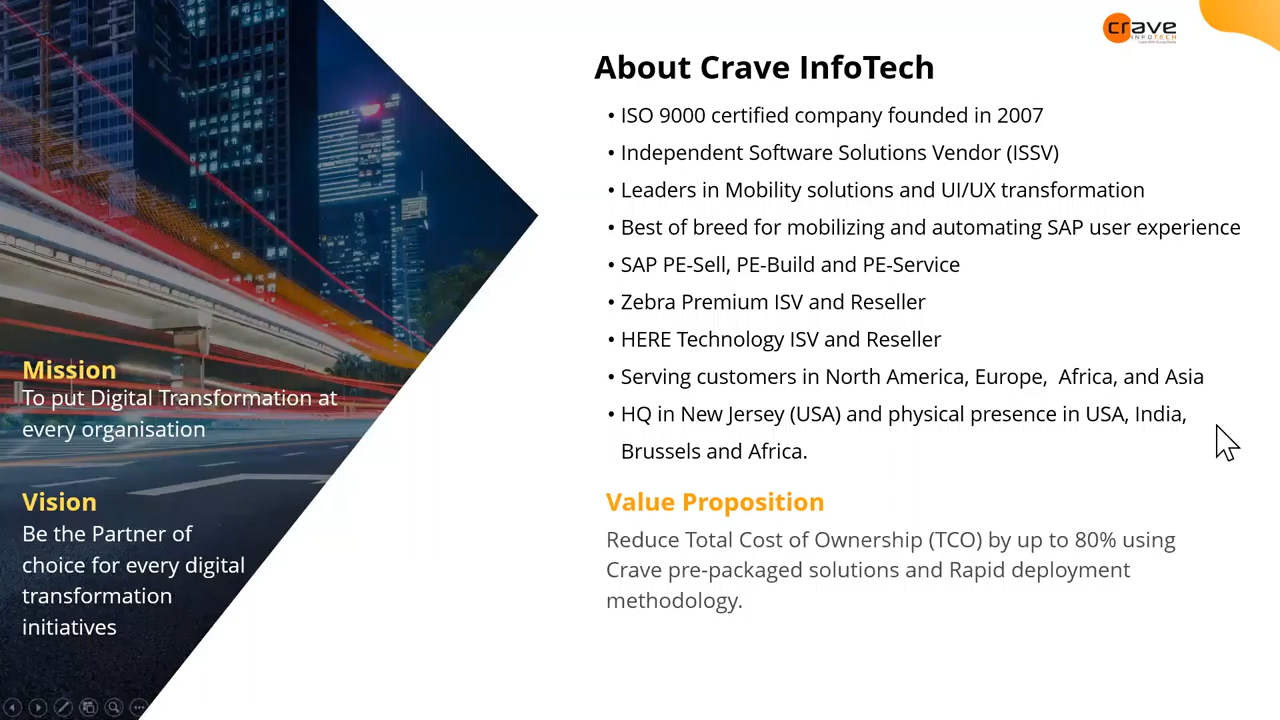 crave
INFOTECH
About Crave InfoTech
• ISO 9000 certified company founded in 2007
• Independent Software Solutions Vendor (ISSV)
• Leaders in Mobility solutions and UI/UX transformation
• Best of breed for mobilizing and automating SAP user experience
• SAP PE-Sell, PE-Build and PE-Service
• Zebra Premium ISV and Reseller
• HERE Technology ISV and Reseller
• Serving customers in North America, Europe,  Africa, and Asia
• HQ in New Jersey (USA) and physical presence in USA, India,
Brussels and Africa.
Value Proposition
Reduce Total Cost of Ownership (TCO) by up to 80% using
Crave pre-packaged solutions and Rapid deployment
methodology.
Mission
To put Digital Transformation at
every organisation
Vision
Be the Partner of
choice for every digital
transformation
initiatives